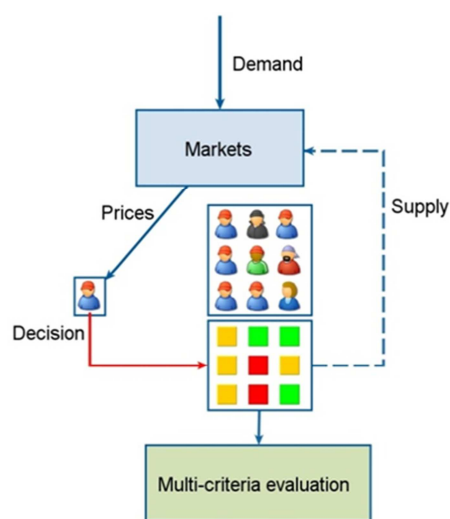 Demand
Markets
Prices
Supply
Decision
Multi-criteria evaluation